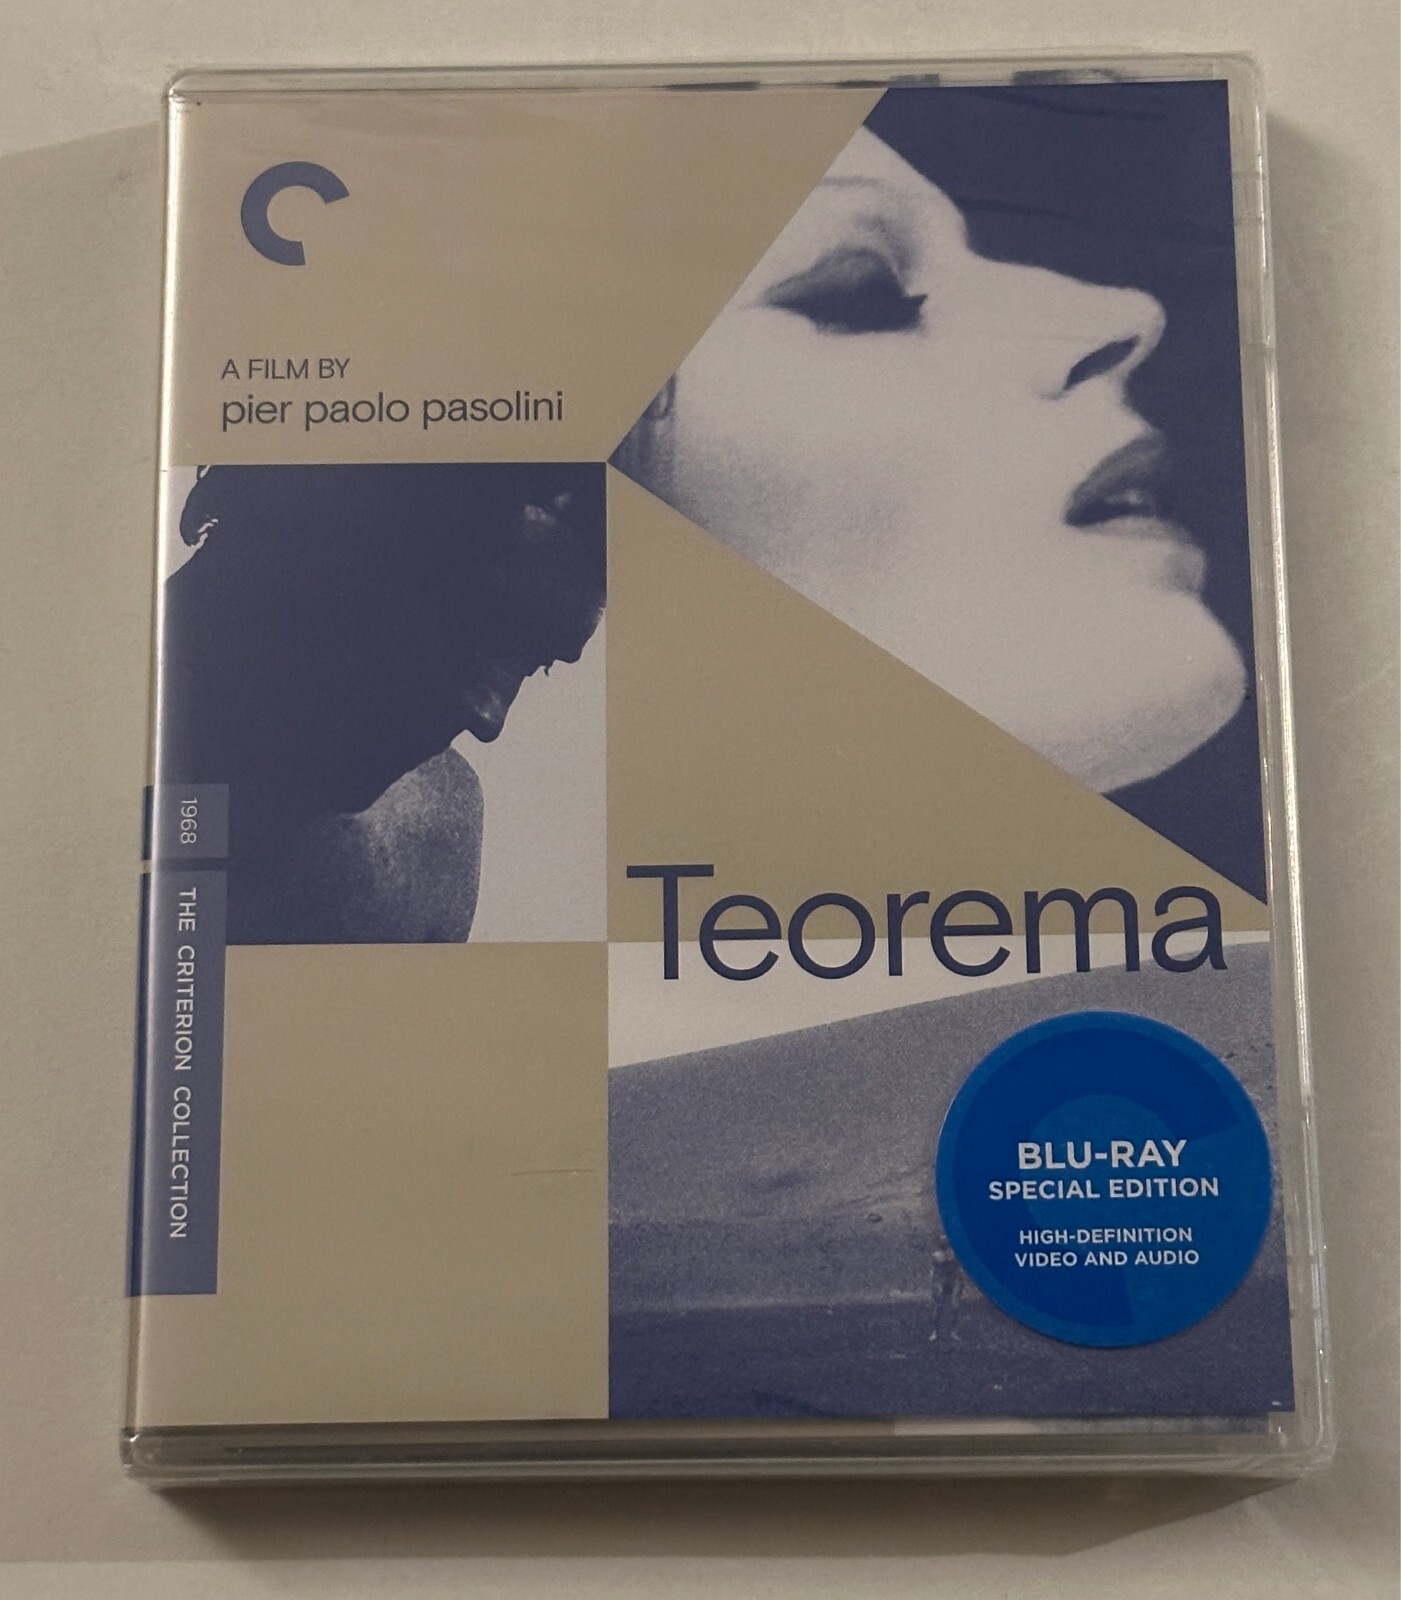 A FILM BY
pier paolo pasolini
1968
THE CRITERION COLLECTION
Teorema
BLU-RAY
SPECIAL EDITION
HIGH-DEFINITION
VIDEO AND AUDIO